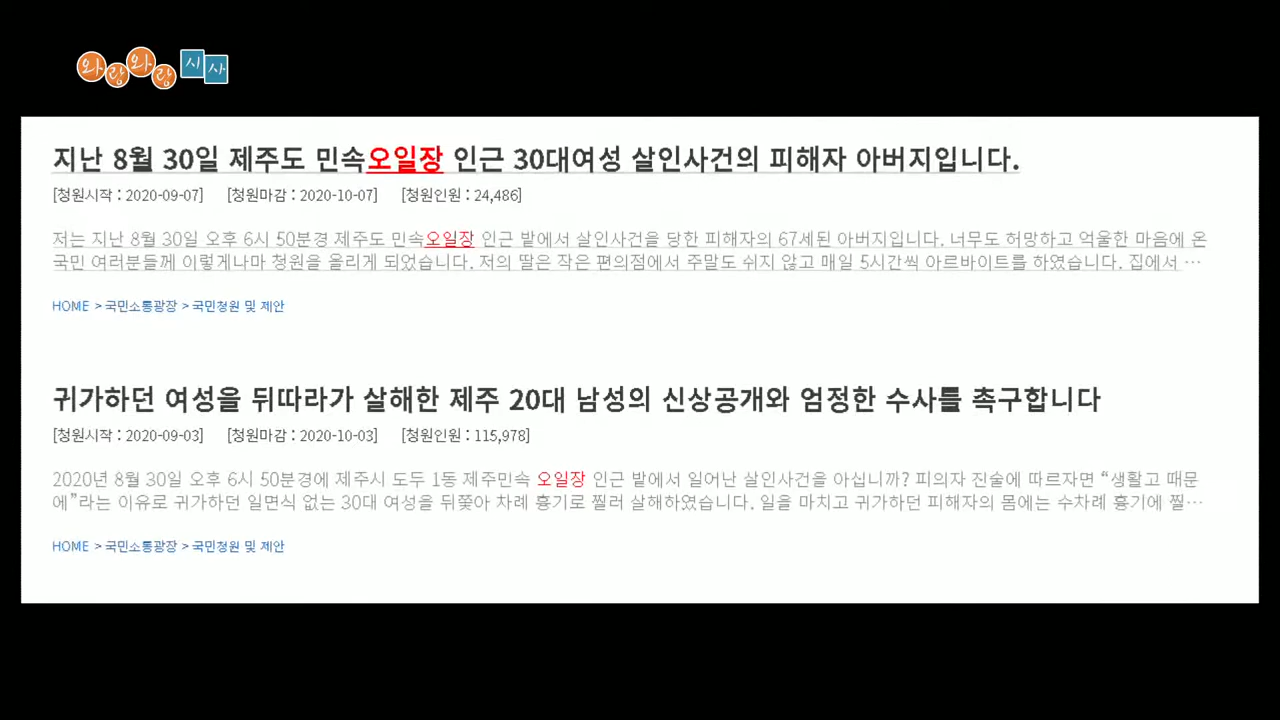 와랑와랑 시사
지난 8월 30일 제주도 민속오일장 인근 30대여성 살인사건의 피해자 아버지입니다.
[청원시작 : 2020-09-07] [청원마감 : 2020-10-07] [청원인원 : 24,486]
저는 지난 8월 30일 오후 6시 50분경 제주도 민속오일장 인근 밭에서 살인사건을 당한 피해자의 67세된 아버지입니다. 너무도 허망하고 억울한 마음에 온
국민 여러분들께 이렇게나마 청원을 올리게 되었습니다. 저의 딸은 작은 편의점에서 주말도 쉬지 않고 매일 5시간씩 아르바이트를 하였습니다. 집에서 …
HOME > 국민소통광장 > 국민청원 및 제안
귀가하던 여성을 뒤따라가 살해한 제주 20대 남성의 신상공개와 엄정한 수사를 촉구합니다
[청원시작 : 2020-09-03] [청원마감 : 2020-10-03] [청원인원 : 115,978]
2020년 8월 30일 오후 6시 50분경에 제주시 도두 1동 제주민속 오일장 인근 밭에서 일어난 살인사건을 아십니까? 피의자 진술에 따르자면 “생활고 때문
에”라는 이유로 귀가하던 일면식 없는 30대 여성을 뒤쫓아 차례 흉기로 찔러 살해하였습니다. 일을 마치고 귀가하던 피해자의 몸에는 수차례 흉기에 찔…
HOME > 국민소통광장 > 국민청원 및 제안